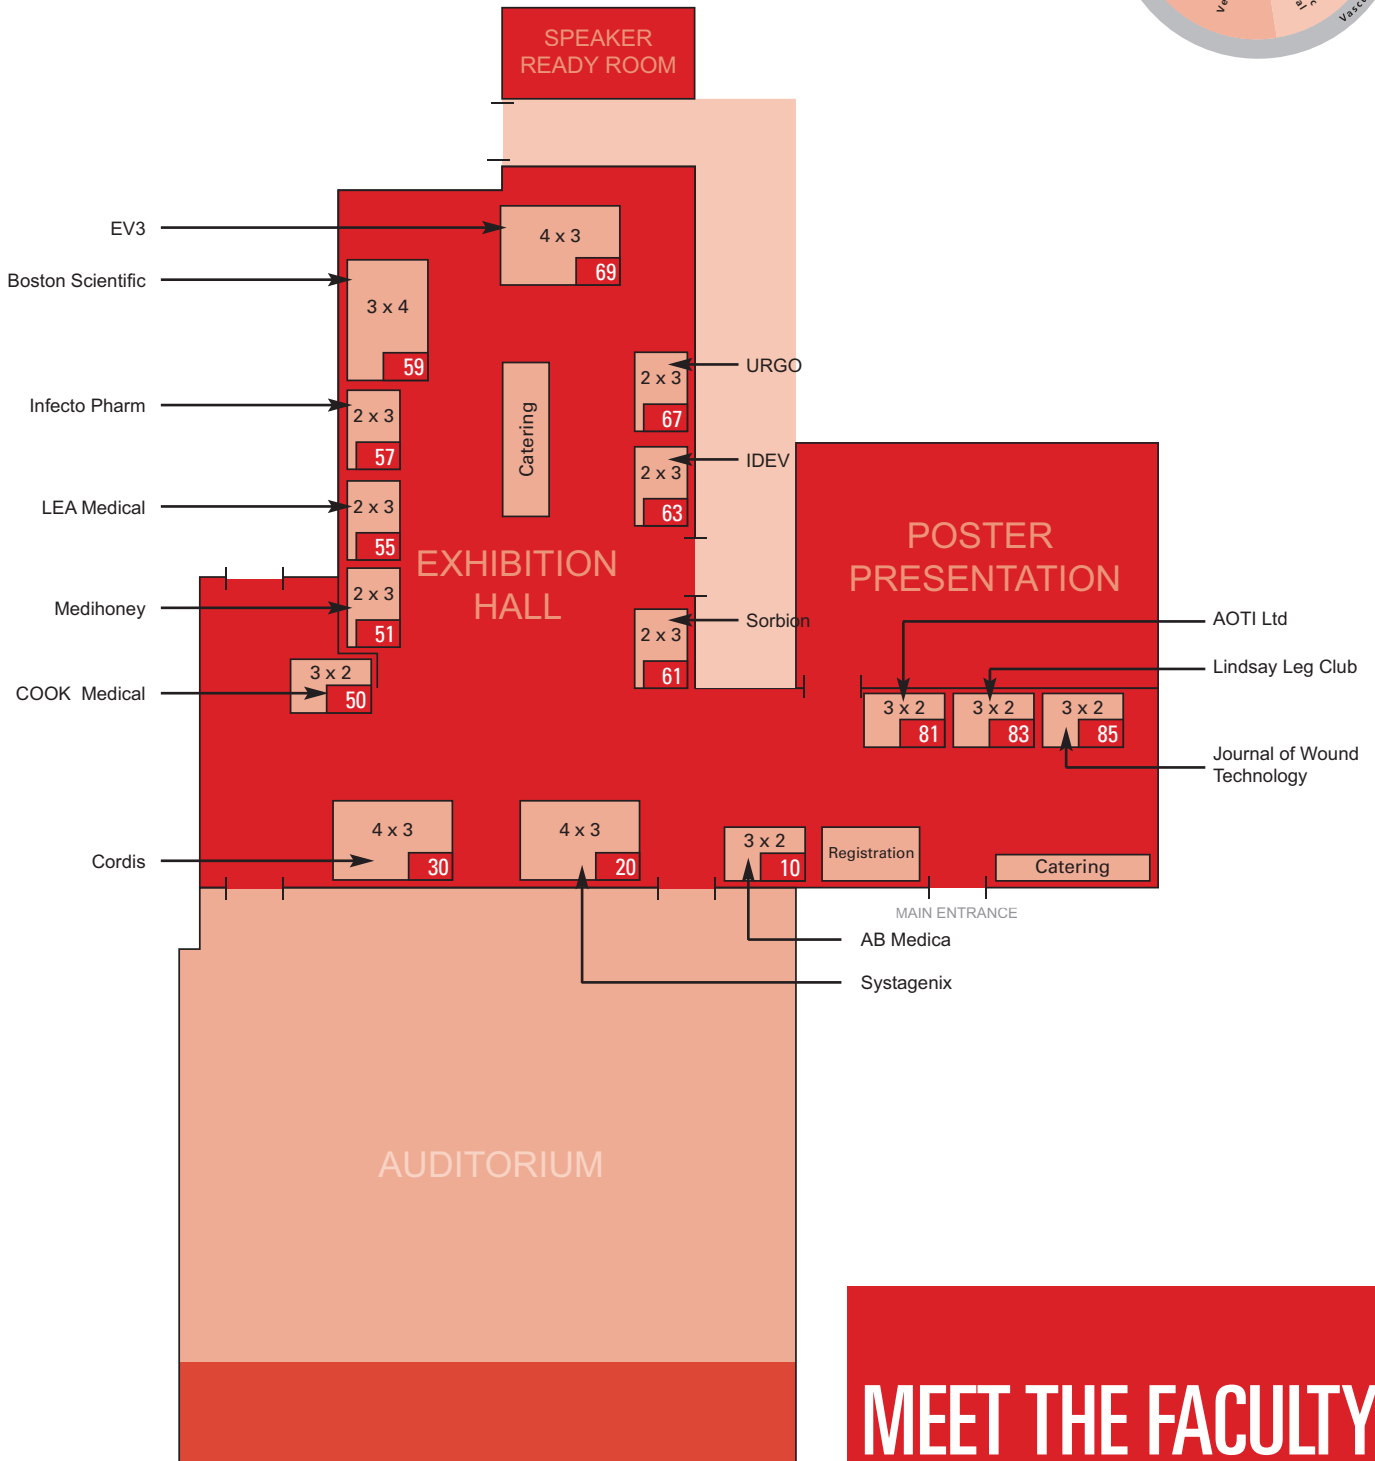 SPEAKER
READY ROOM
EV3
4 x 3
69
Boston Scientific
3 x 4
59
URGO
2 x 3
67
Infecto Pharm
2 x 3
57
Catering
IDEV
2 x 3
63
LEA Medical
2 x 3
55
EXHIBITION
HALL
POSTER
PRESENTATION
Medihoney
2 x 3
51
Sorbion
2 x 3
61
AOTI Ltd
Lindsay Leg Club
COOK Medical
3 x 2
50
3 x 2
81
3 x 2
83
3 x 2
85
Journal of Wound
Technology
Cordis
4 x 3
30
4 x 3
20
3 x 2
10
Registration
Catering
MAIN ENTRANCE
AB Medica
Systagenix
AUDITORIUM
MEET THE FACULTY